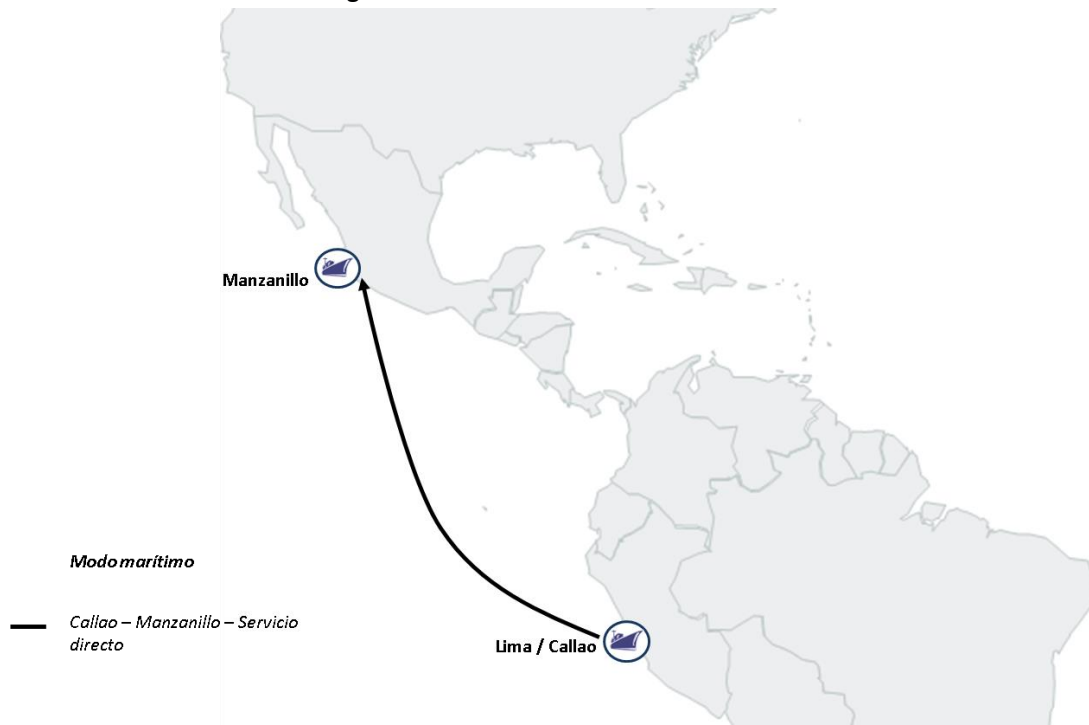 Manzanillo
Modo marítimo
Callao – Manzanillo – Servicio
directo
Lima / Callao